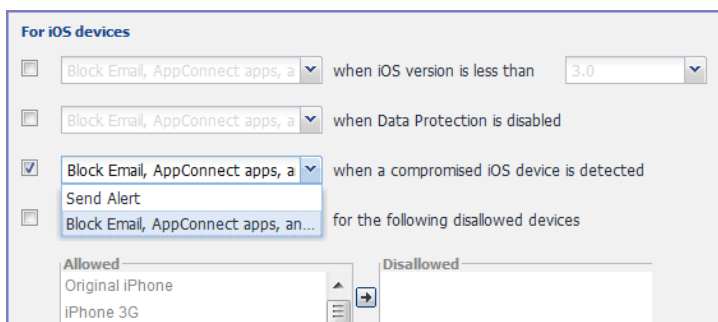 For iOS devices
Block Email, AppConnect apps, a when iOS version is less than 3.0
Block Email, AppConnect apps, a when Data Protection is disabled
Block Email, AppConnect apps, a when a compromised iOS device is detected
Send Alert
Block Email, AppConnect apps, an... for the following disallowed devices
Allowed Disallowed
Original iPhone
iPhone 3G